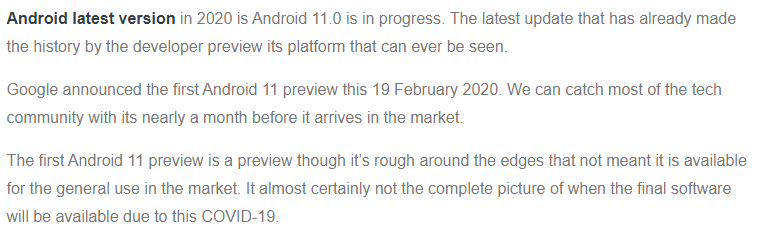 Android latest version in 2020 is Android 11.0 is in progress. The latest update that has already made
the history by the developer preview its platform that can ever be seen.
Google announced the first Android 11 preview this 19 February 2020. We can catch most of the tech
community with its nearly a month before it arrives in the market.
The first Android 11 preview is a preview though it’s rough around the edges that not meant it is available
for the general use in the market. It almost certainly not the complete picture of when the final software
will be available due to this COVID-19.